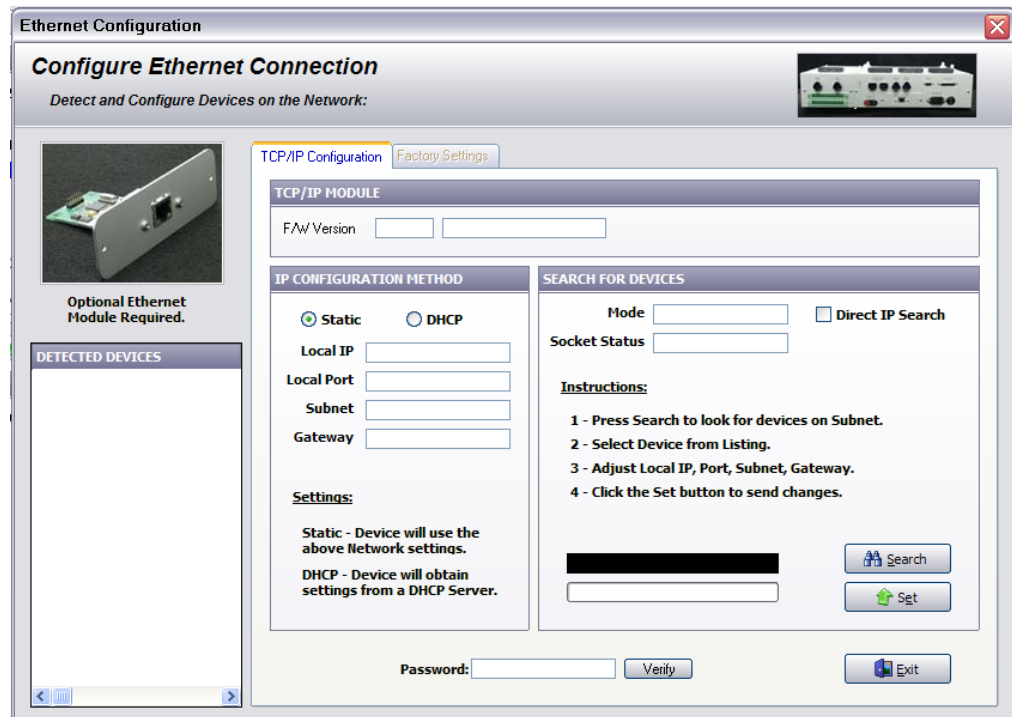 Ethernet Configuration
Configure Ethernet Connection
Detect and Configure Devices on the Network:
Optional Ethernet
Module Required.
DETECTED DEVICES
TCP/IP Configuration
Factory Settings
TCP/IP MODULE
F/W Version
IP CONFIGURATION METHOD
Static
DHCP
Local IP
Local Port
Subnet
Gateway
Settings:
Static - Device will use the
above Network settings.
DHCP - Device will obtain
settings from a DHCP Server.
SEARCH FOR DEVICES
Mode
Direct IP Search
Socket Status
Instructions:
1 - Press Search to look for devices on Subnet.
2 - Select Device from Listing.
3 - Adjust Local IP, Port, Subnet, Gateway.
4 - Click the Set button to send changes.
Search
Set
Password:
Verify
Exit